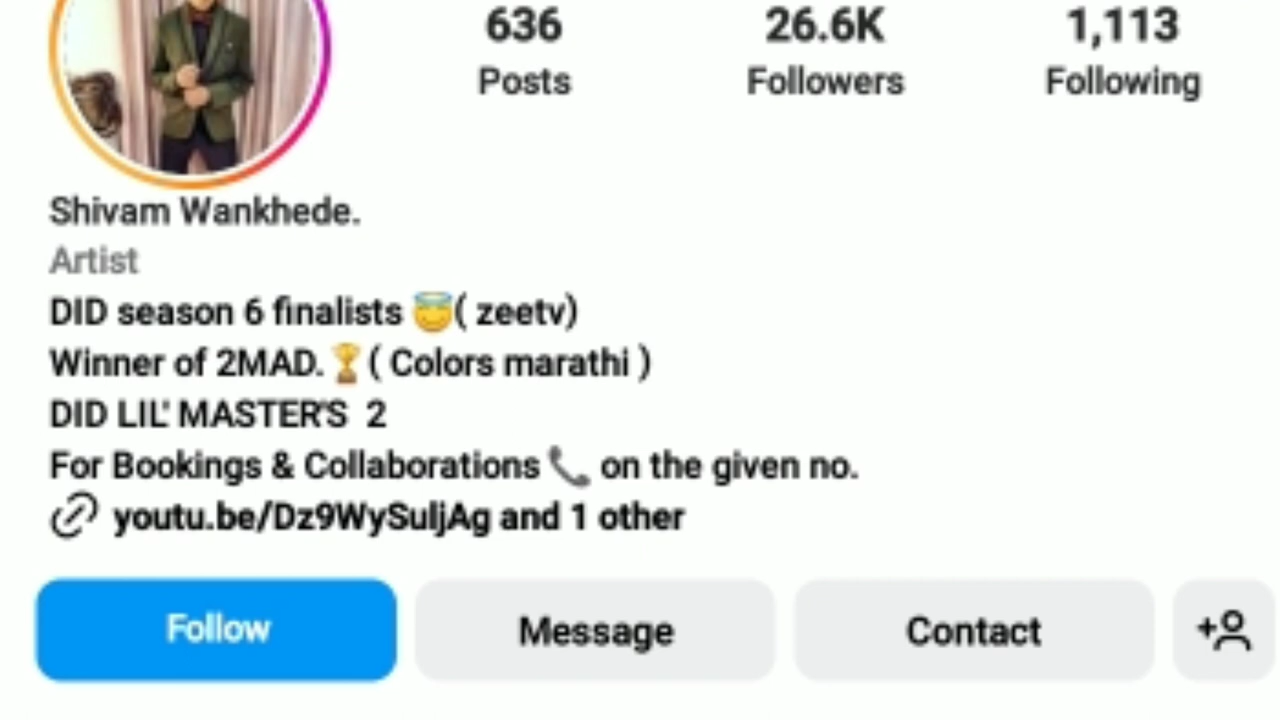 636 26.6K 1,113
Posts Followers Following
Shivam Wankhede.
Artist
DID season 6 finalists 😇( zeetv)
Winner of 2MAD.🏆( Colors marathi )
DID LIL' MASTER'S  2
For Bookings & Collaborations📞 on the given no.
youtu.be/Dz9WySuljAg and 1 other
Follow Message Contact